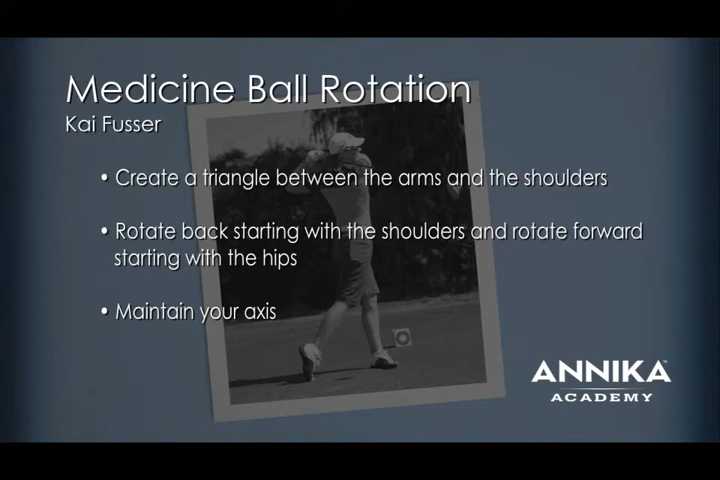 Medicine Ball Rotation
Kai Fusser
• Create a triangle between the arms and the shoulders
• Rotate back starting with the shoulders and rotate forward
starting with the hips
• Maintain your axis
ANNIKA™
ACADEMY